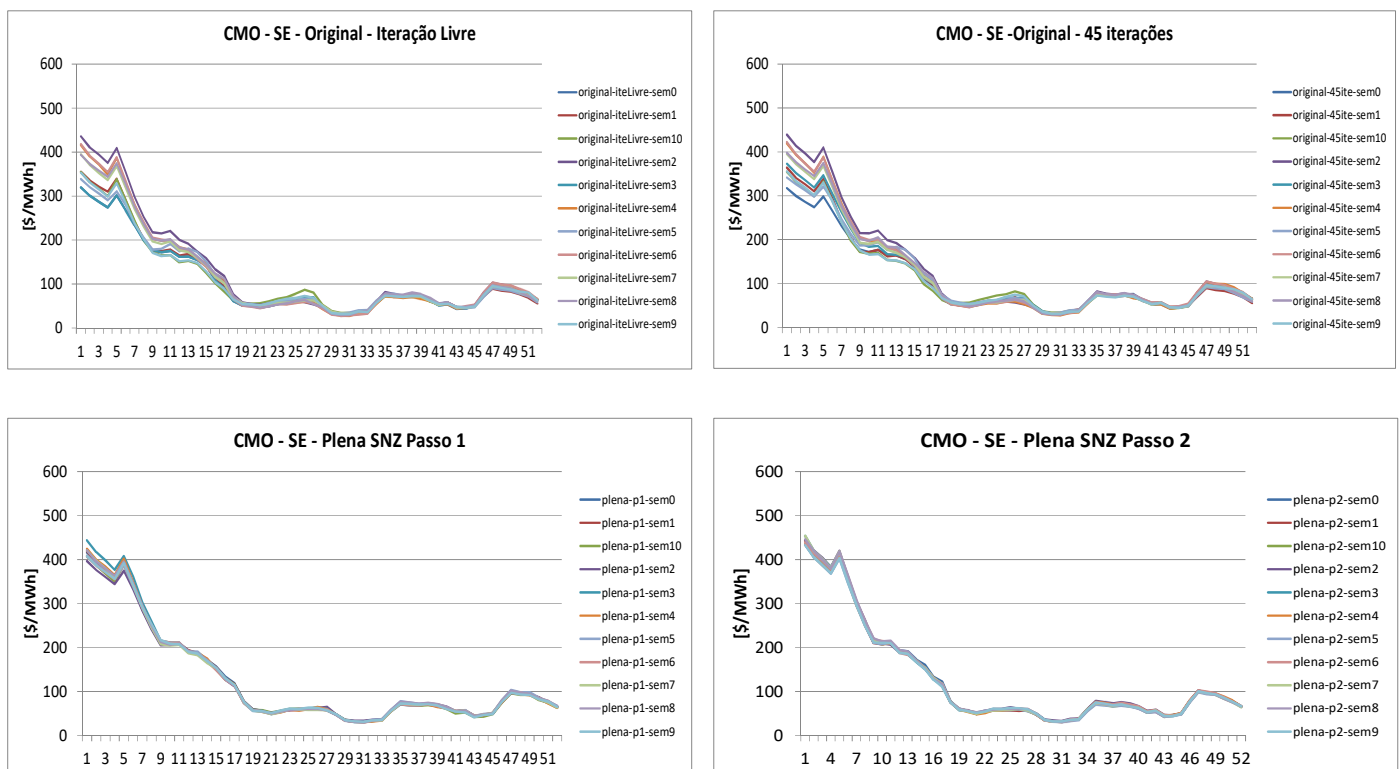 CMO - SE - Original - Iteração Livre
600
500
400
300
200
100
0
[$/MWh]
1 3 5 7 9 11 13 15 17 19 21 23 25 27 29 31 33 35 37 39 41 43 45 47 49 51
original-iteLivre-sem0
original-iteLivre-sem1
original-iteLivre-sem10
original-iteLivre-sem2
original-iteLivre-sem3
original-iteLivre-sem4
original-iteLivre-sem5
original-iteLivre-sem6
original-iteLivre-sem7
original-iteLivre-sem8
original-iteLivre-sem9
CMO - SE -Original - 45 iterações
600
500
400
300
200
100
0
[$/MWh]
1 3 5 7 9 11 13 15 17 19 21 23 25 27 29 31 33 35 37 39 41 43 45 47 49 51
original-45ite-sem0
original-45ite-sem1
original-45ite-sem10
original-45ite-sem2
original-45ite-sem3
original-45ite-sem4
original-45ite-sem5
original-45ite-sem6
original-45ite-sem7
original-45ite-sem8
original-45ite-sem9
CMO - SE - Plena SNZ Passo 1
600
500
400
300
200
100
0
[$/MWh]
1 3 5 7 9 11 13 15 17 19 21 23 25 27 29 31 33 35 37 39 41 43 45 47 49 51
plena-p1-sem0
plena-p1-sem1
plena-p1-sem10
plena-p1-sem2
plena-p1-sem3
plena-p1-sem4
plena-p1-sem5
plena-p1-sem6
plena-p1-sem7
plena-p1-sem8
plena-p1-sem9
CMO - SE - Plena SNZ Passo 2
600
500
400
300
200
100
0
[$/MWh]
1 4 7 10 13 16 19 22 25 28 31 34 37 40 43 46 49 52
plena-p2-sem0
plena-p2-sem1
plena-p2-sem10
plena-p2-sem2
plena-p2-sem3
plena-p2-sem4
plena-p2-sem5
plena-p2-sem6
plena-p2-sem7
plena-p2-sem8
plena-p2-sem9